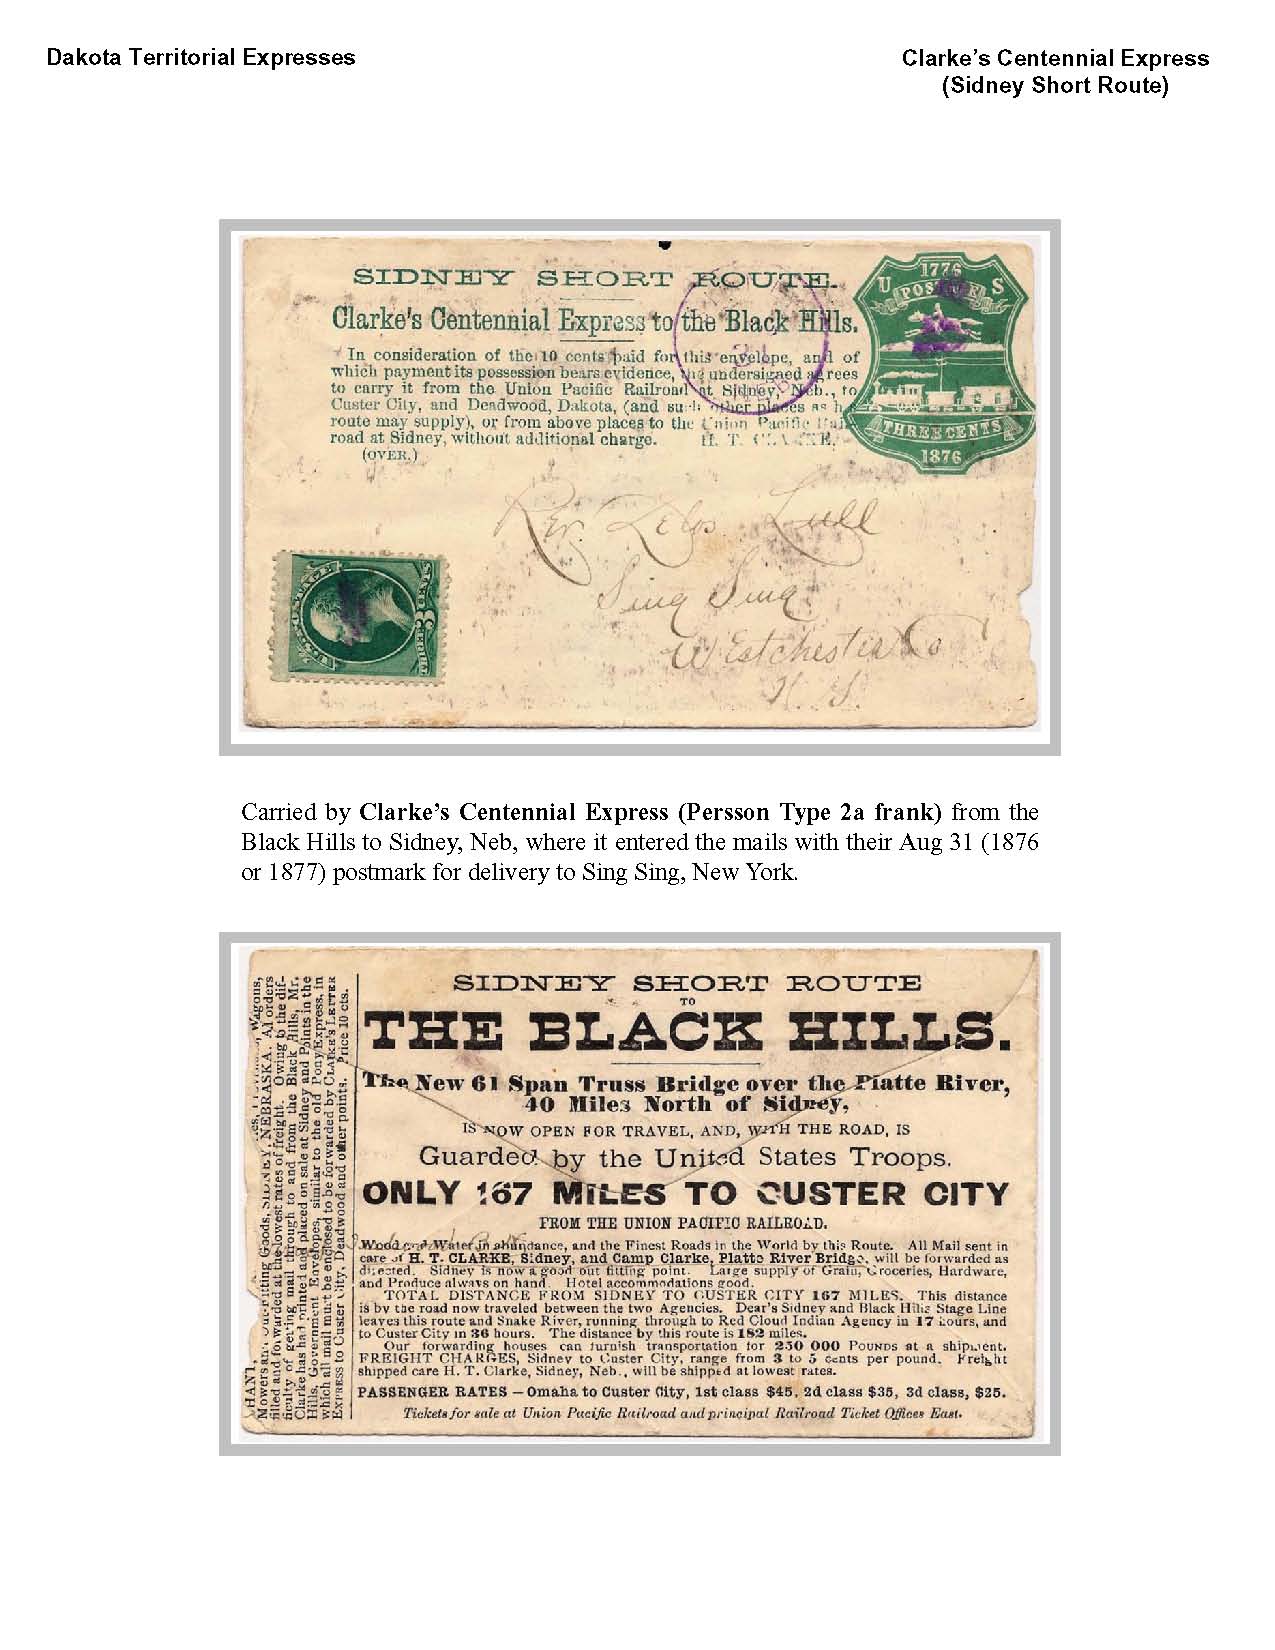 Dakota Territorial Expresses
Clarke's Centennial Express
(Sidney Short Route)
SIDNEY SHORT ROUTE.
Clarke's Centennial Express to the Black Hills.
In consideration of the 10 cents paid for this envelope, and of
which payment its possession bears evidence, the undersigned agrees
to carry it from the Union Pacific Railroad at Sidney, Neb., to
Custer City, and Deadwood, Dakota, (and such other places as his
route may supply), or from above places to the Union Pacific Rail-
road at Sidney, without additional charge. H. T. CLARKE.
(OVER.)
1776
U POSTAGE S
THREE CENTS
1876
Rev. Delos Lull
Sing Sing
Westchester Co
N. Y.
Carried by Clarke's Centennial Express (Persson Type 2a frank) from the
Black Hills to Sidney, Neb, where it entered the mails with their Aug 31 (1876
or 1877) postmark for delivery to Sing Sing, New York.
Wagons,
Mowers and Out-fitting Goods, SIDNEY, NEBRASKA. All orders
filled and forwarded at the lowest rates of freight. Owing to the dif-
ficulty of getting mail through to and from the Black Hills, Mr.
Clarke has had printed and placed on sale at Sidney and Points in the
Hills, Government Envelopes, similar to the old Pony Express, in
which all mail must be enclosed to be forwarded by CLARKE'S LETTER
EXPRESS to Custer City, Deadwood and other points. Price 10 cts.
SIDNEY SHORT ROUTE
TO
THE BLACK HILLS.
The New 61 Span Truss Bridge over the Platte River,
40 Miles North of Sidney,
IS NOW OPEN FOR TRAVEL, AND, WITH THE ROAD, IS
Guarded by the United States Troops.
ONLY 167 MILES TO CUSTER CITY
FROM THE UNION PACIFIC RAILROAD.
Wood and Water in abundance, and the Finest Roads in the World by this Route. All Mail sent in
care of H. T. CLARKE, Sidney, and Camp Clarke, Platte River Bridge, will be forwarded as
directed. Sidney is now a good out fitting point. Large supply of Grain, Groceries, Hardware,
and Produce always on hand. Hotel accommodations good.
TOTAL DISTANCE FROM SIDNEY TO CUSTER CITY 167 MILES. This distance
is by the road now traveled between the two Agencies. Dear's Sidney and Black Hills Stage Line
leaves this route and Snake River, running through to Red Cloud Indian Agency in 17 hours, and
to Custer City in 36 hours. The distance by this route is 182 miles.
Our forwarding houses can furnish transportation for 250 000 POUNDS at a shipment.
FREIGHT CHARGES, Sidney to Custer City, range from 3 to 5 cents per pound. Freight
shipped care H. T. Clarke, Sidney, Neb., will be shipped at lowest rates.
PASSENGER RATES – Omaha to Custer City, 1st class $45, 2d class $35, 3d class, $25.
Tickets for sale at Union Pacific Railroad and principal Railroad Ticket Offices East.